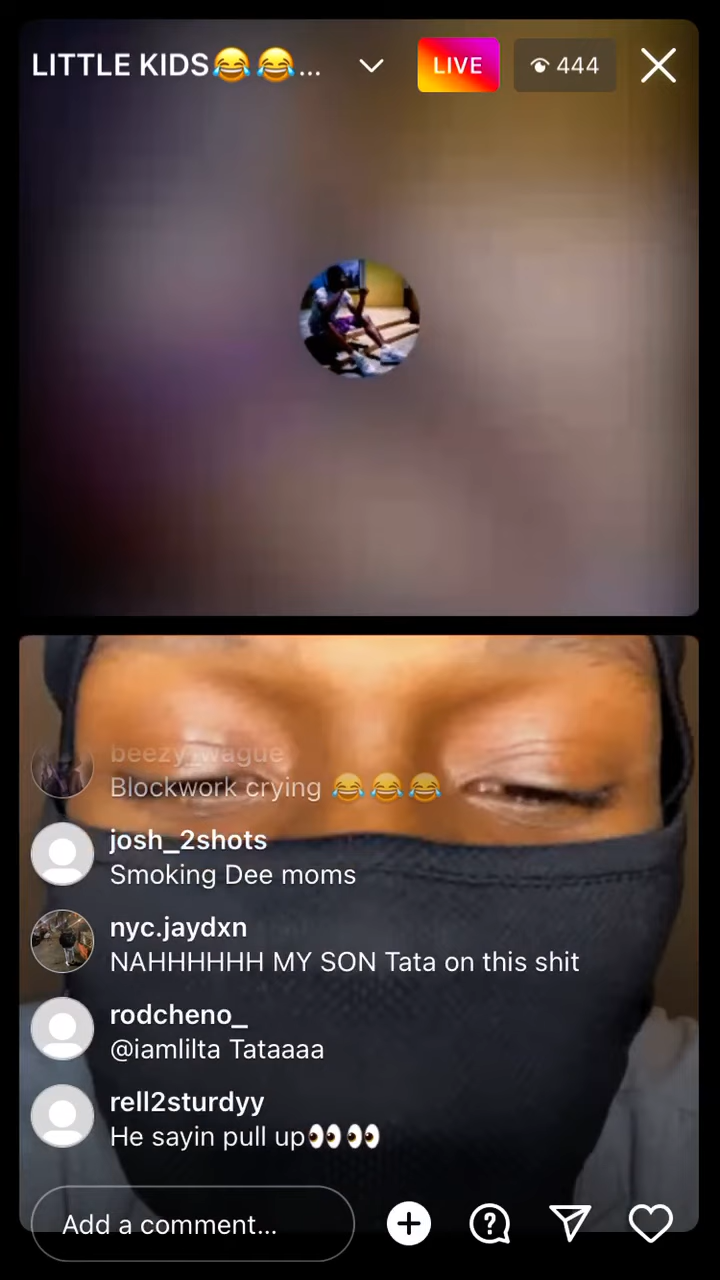 LITTLE KIDS😂😂...
LIVE
444
beezy_wague
Blockwork crying 😂😂😂
josh_2shots
Smoking Dee moms
nyc.jaydxn
NAHHHHHH MY SON Tata on this shit
rodcheno_
@iamlilta Tataaaa
rell2sturdyy
He sayin pull up👀👀
Add a comment...